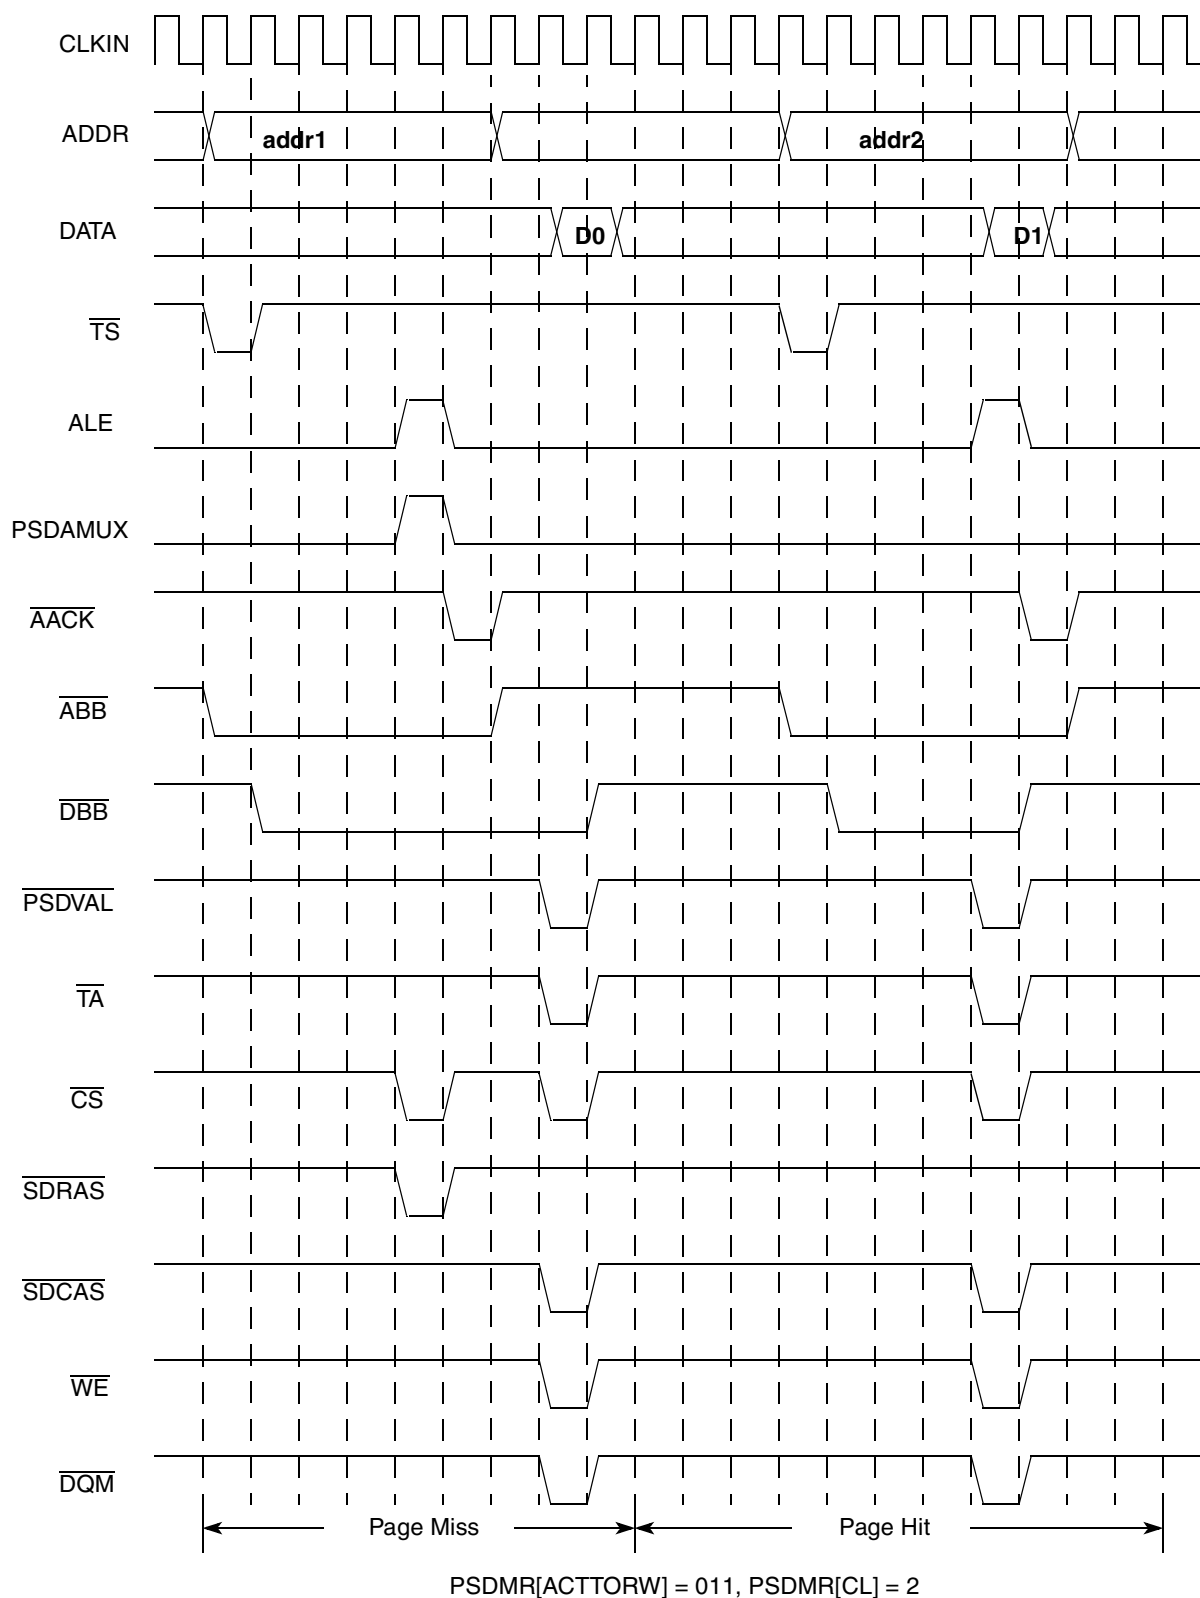 CLKIN
ADDR
addr1
addr2
DATA
D0
D1
TS
ALE
PSDAMUX
AACK
ABB
DBB
PSDVAL
TA
CS
SDRAS
SDCAS
WE
DQM
Page Miss
Page Hit
PSDMR[ACTTORW] = 011, PSDMR[CL] = 2